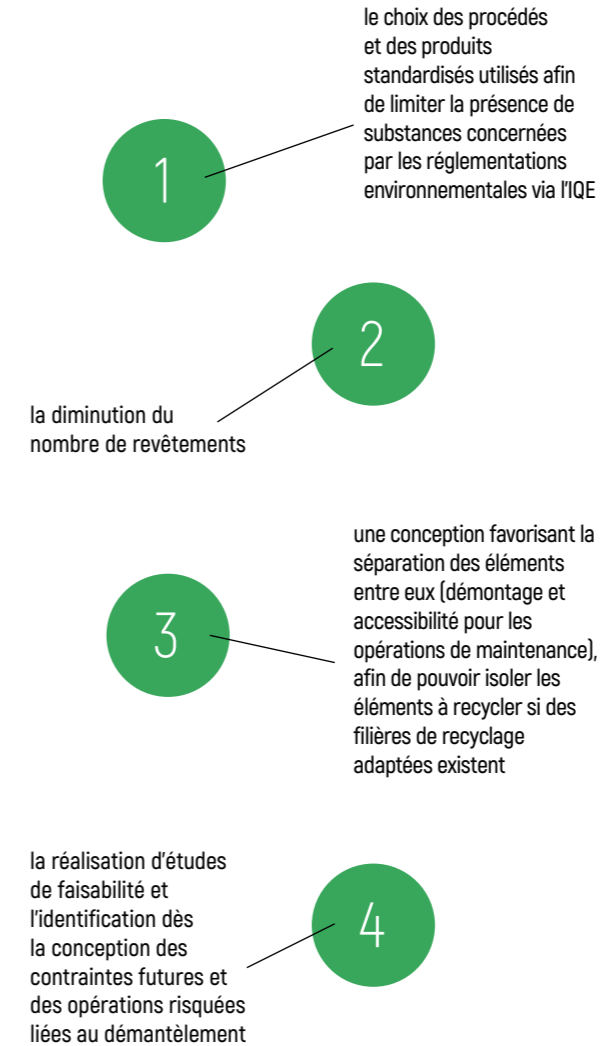 le choix des procédés
et des produits
standardisés utilisés afin
de limiter la présence de
substances concernées
par les réglementations
environnementales via l'IQE
1
2
la diminution du
nombre de revêtements
une conception favorisant la
séparation des éléments
entre eux (démontage et
accessibilité pour les
opérations de maintenance),
afin de pouvoir isoler les
éléments à recycler si des
filières de recyclage
adaptées existent
3
la réalisation d'études
de faisabilité et
l'identification dès
la conception des
contraintes futures et
des opérations risquées
liées au démantèlement
4